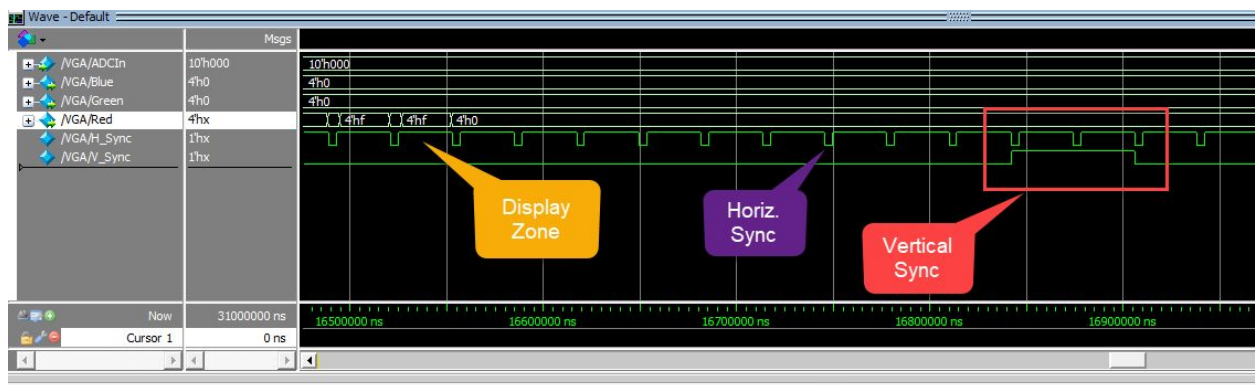 Wave - Default
Msgs
/VGA/ADCIn 10'h000 10'h000
/VGA/Blue 4'h0 4'h0
/VGA/Green 4'h0 4'h0
/VGA/Red 4'hx 4'hf 4'hf 4'h0
/VGA/H_Sync 1'hx
/VGA/V_Sync 1'hx
Display
Zone
Horiz.
Sync
Vertical
Sync
Now 31000000 ns
16500000 ns 16600000 ns 16700000 ns 16800000 ns 16900000 ns
Cursor 1 0 ns